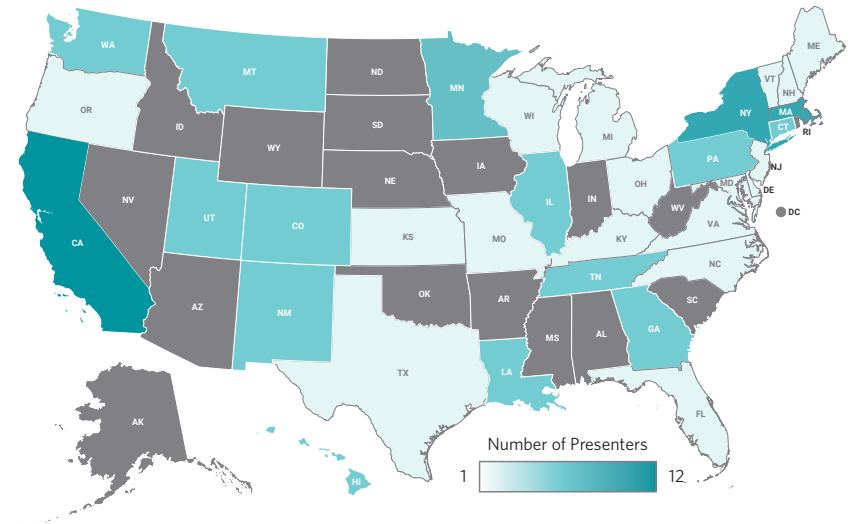 WA
MT
ND
MN
ME
VT
NH
OR
ID
SD
WI
MI
NY
MA
CT
RI
WY
IA
PA
NJ
NE
NV
UT
CO
IL
IN
OH
MD
DE
WV
DC
CA
KS
MO
KY
VA
NC
TN
AZ
NM
OK
AR
SC
MS
AL
GA
TX
LA
FL
AK
HI
Number of Presenters
1
12